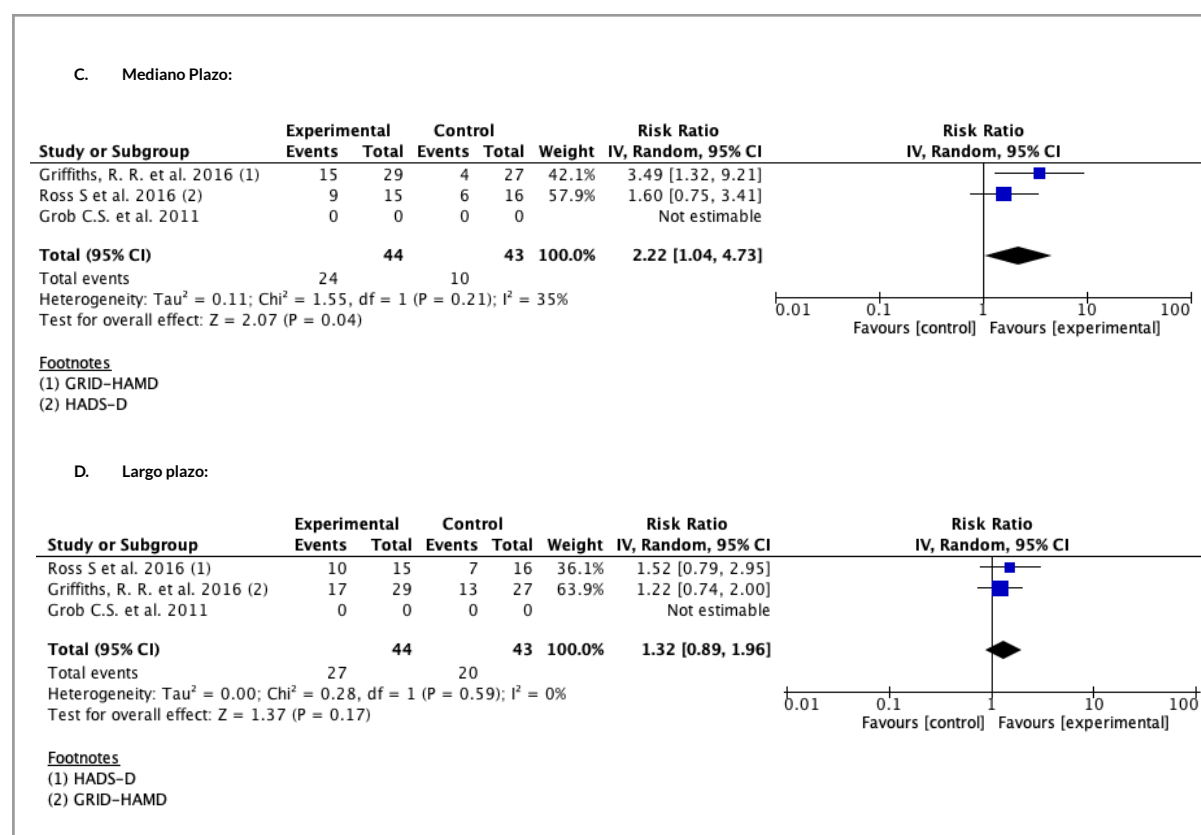 C. Mediano Plazo:
Experimental Control Risk Ratio Risk Ratio
Study or Subgroup Events Total Events Total Weight IV, Random, 95% CI IV, Random, 95% CI
Griffiths, R. R. et al. 2016 (1) 15 29 4 27 42.1% 3.49 [1.32, 9.21]
Ross S et al. 2016 (2) 9 15 6 16 57.9% 1.60 [0.75, 3.41]
Grob C.S. et al. 2011 0 0 0 0 Not estimable
Total (95% CI) 44 43 100.0% 2.22 [1.04, 4.73]
Total events 24 10
Heterogeneity: Tau² = 0.11; Chi² = 1.55, df = 1 (P = 0.21); I² = 35%
Test for overall effect: Z = 2.07 (P = 0.04)
0.01 0.1 1 10 100
Favours [control] Favours [experimental]
Footnotes
(1) GRID-HAMD
(2) HADS-D
D. Largo plazo:
Experimental Control Risk Ratio Risk Ratio
Study or Subgroup Events Total Events Total Weight IV, Random, 95% CI IV, Random, 95% CI
Ross S et al. 2016 (1) 10 15 7 16 36.1% 1.52 [0.79, 2.95]
Griffiths, R. R. et al. 2016 (2) 17 29 13 27 63.9% 1.22 [0.74, 2.00]
Grob C.S. et al. 2011 0 0 0 0 Not estimable
Total (95% CI) 44 43 100.0% 1.32 [0.89, 1.96]
Total events 27 20
Heterogeneity: Tau² = 0.00; Chi² = 0.28, df = 1 (P = 0.59); I² = 0%
Test for overall effect: Z = 1.37 (P = 0.17)
0.01 0.1 1 10 100
Favours [control] Favours [experimental]
Footnotes
(1) HADS-D
(2) GRID-HAMD